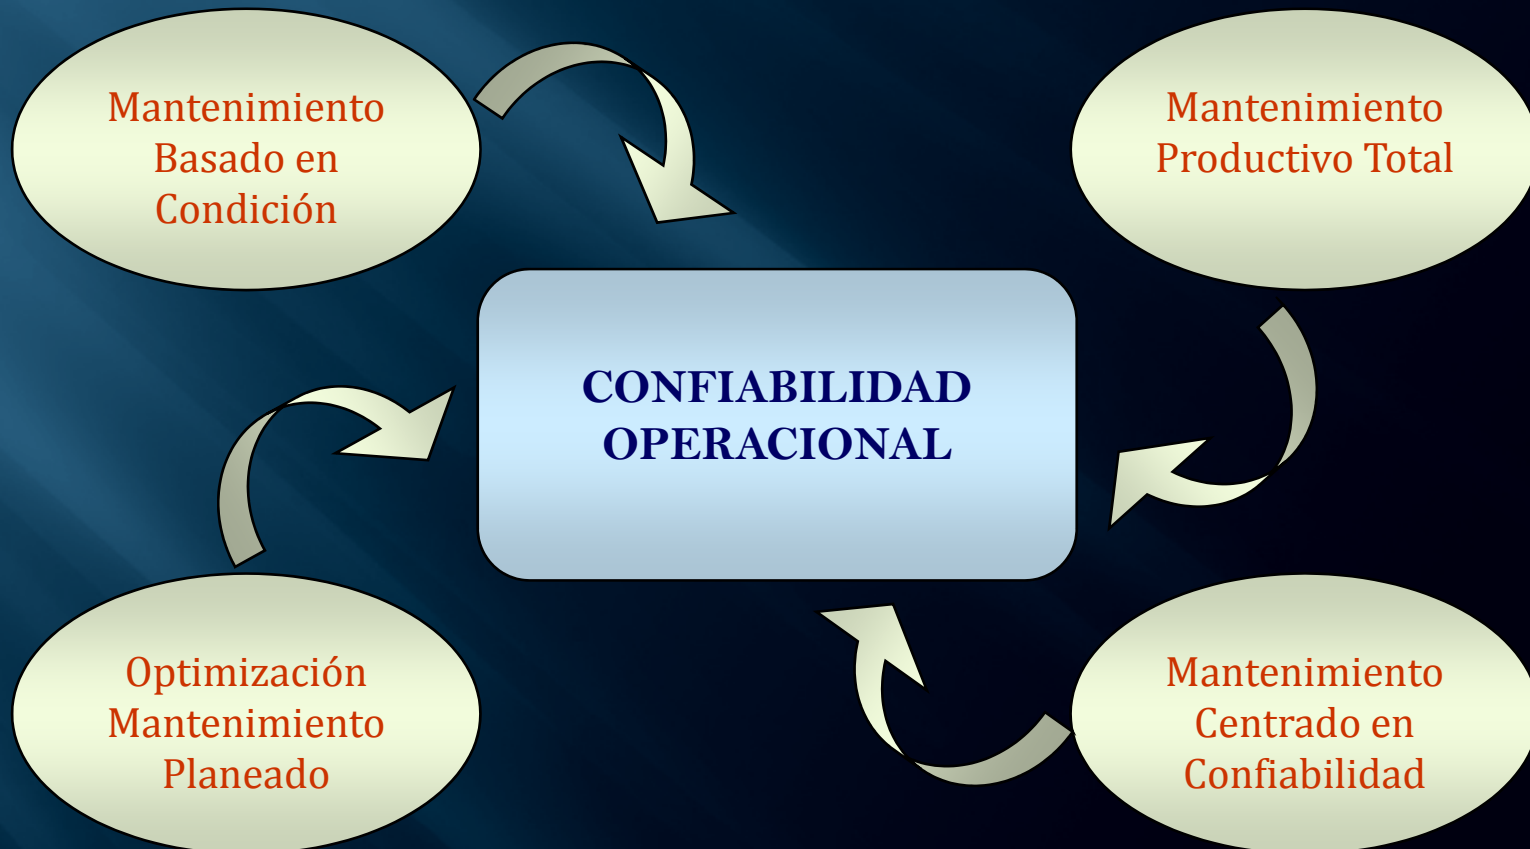 Mantenimiento
Basado en
Condición
Mantenimiento
Productivo Total
CONFIABILIDAD
OPERACIONAL
Optimización
Mantenimiento
Planeado
Mantenimiento
Centrado en
Confiabilidad